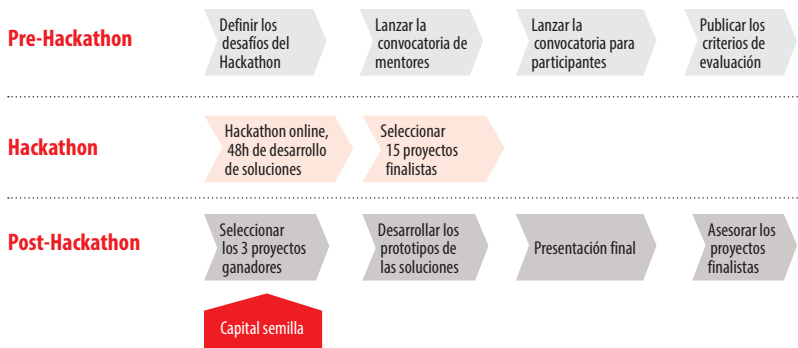 Pre-Hackathon
Definir los
desafíos del
Hackathon
Lanzar la
convocatoria de
mentores
Lanzar la
convocatoria para
participantes
Publicar los
criterios de
evaluación
Hackathon
Hackathon online,
48h de desarrollo
de soluciones
Seleccionar
15 proyectos
finalistas
Post-Hackathon
Seleccionar
los 3 proyectos
ganadores
Desarrollar los
prototipos de
las soluciones
Presentación final
Asesorar los
proyectos
finalistas
Capital semilla